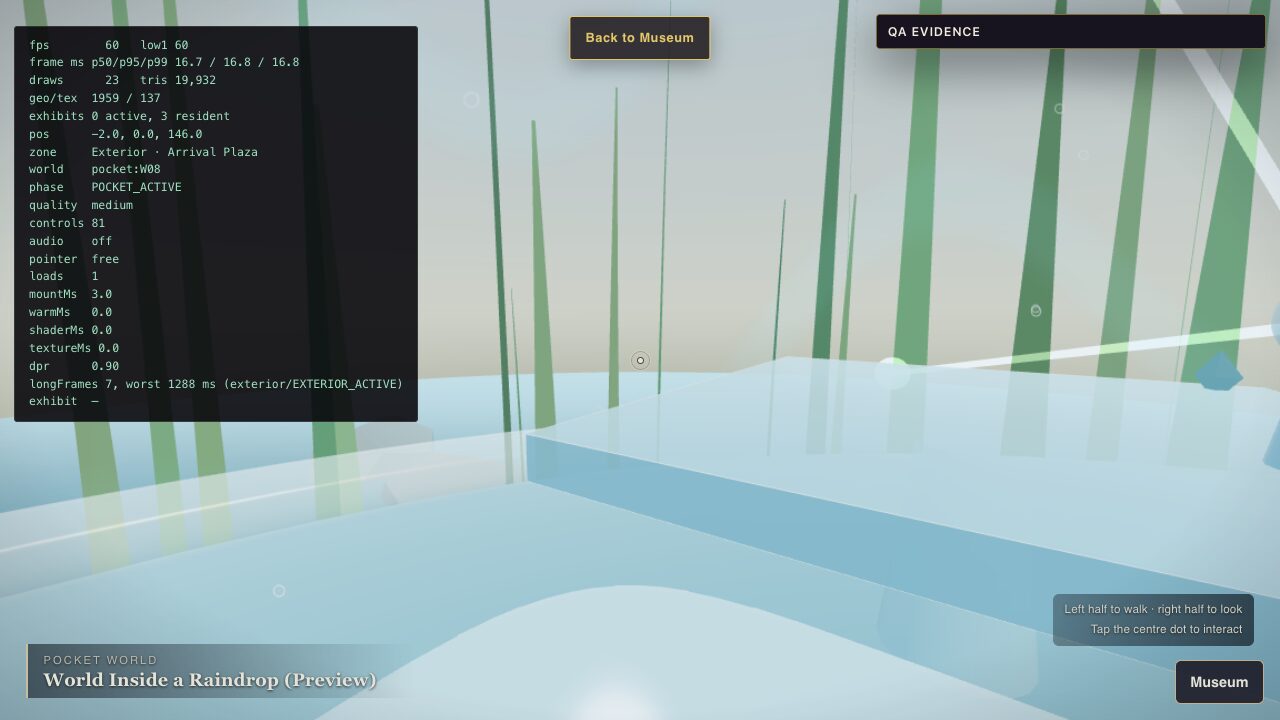 fps 60 low1 60
frame ms p50/p95/p99 16.7 / 16.8 / 16.8
draws 23 tris 19,932
geo/tex 1959 / 137
exhibits 0 active, 3 resident
pos −2.0, 0.0, 146.0
zone Exterior · Arrival Plaza
world pocket:W08
phase POCKET_ACTIVE
quality medium
controls 81
audio off
pointer free
loads 1
mountMs 3.0
warmMs 0.0
shaderMs 0.0
textureMs 0.0
dpr 0.90
longFrames 7, worst 1288 ms (exterior/EXTERIOR_ACTIVE)
exhibit —
Back to Museum
QA EVIDENCE
Left half to walk · right half to look
Tap the centre dot to interact
POCKET WORLD
World Inside a Raindrop (Preview)
Museum